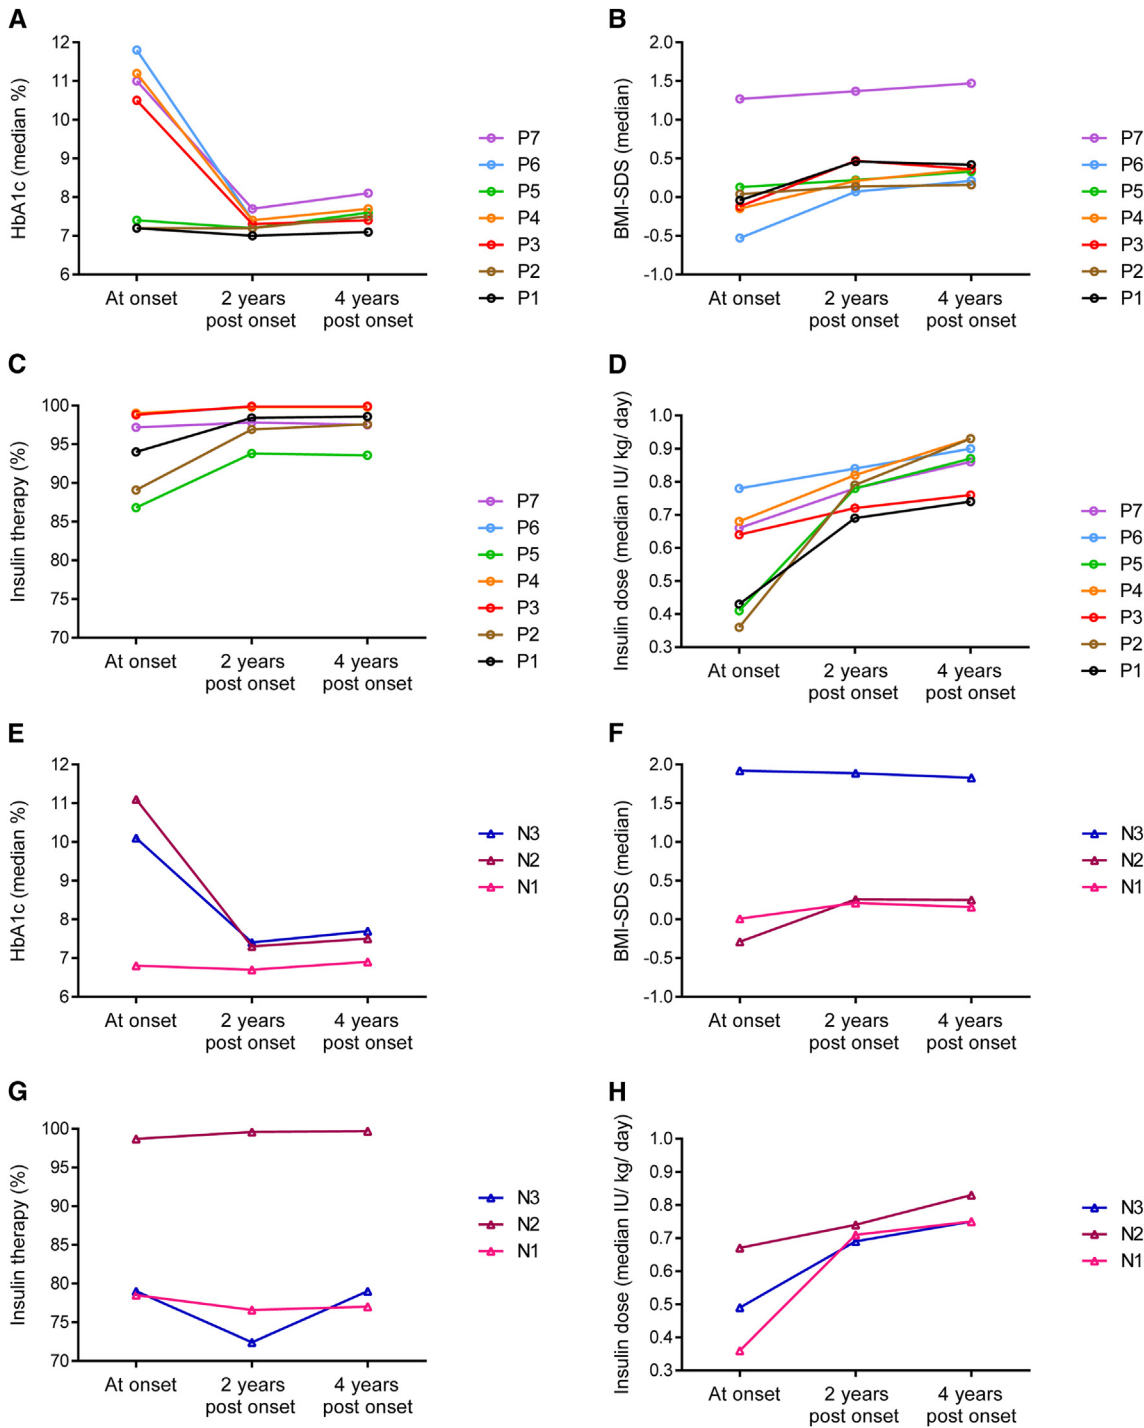 A
HbA1c (median %)
12
11
10
9
8
7
6
At onset
2 years
post onset
4 years
post onset
P7
P6
P5
P4
P3
P2
P1
B
BMI-SDS (median)
2.0
1.5
1.0
0.5
0.0
-0.5
-1.0
At onset
2 years
post onset
4 years
post onset
P7
P6
P5
P4
P3
P2
P1
C
Insulin therapy (%)
100
95
90
85
80
75
70
At onset
2 years
post onset
4 years
post onset
P7
P6
P5
P4
P3
P2
P1
D
Insulin dose (median IU/ kg/ day)
1.0
0.9
0.8
0.7
0.6
0.5
0.4
0.3
At onset
2 years
post onset
4 years
post onset
P7
P6
P5
P4
P3
P2
P1
E
HbA1c (median %)
12
11
10
9
8
7
6
At onset
2 years
post onset
4 years
post onset
N3
N2
N1
F
BMI-SDS (median)
2.0
1.5
1.0
0.5
0.0
-0.5
-1.0
At onset
2 years
post onset
4 years
post onset
N3
N2
N1
G
Insulin therapy (%)
100
95
90
85
80
75
70
At onset
2 years
post onset
4 years
post onset
N3
N2
N1
H
Insulin dose (median IU/ kg/ day)
1.0
0.9
0.8
0.7
0.6
0.5
0.4
0.3
At onset
2 years
post onset
4 years
post onset
N3
N2
N1